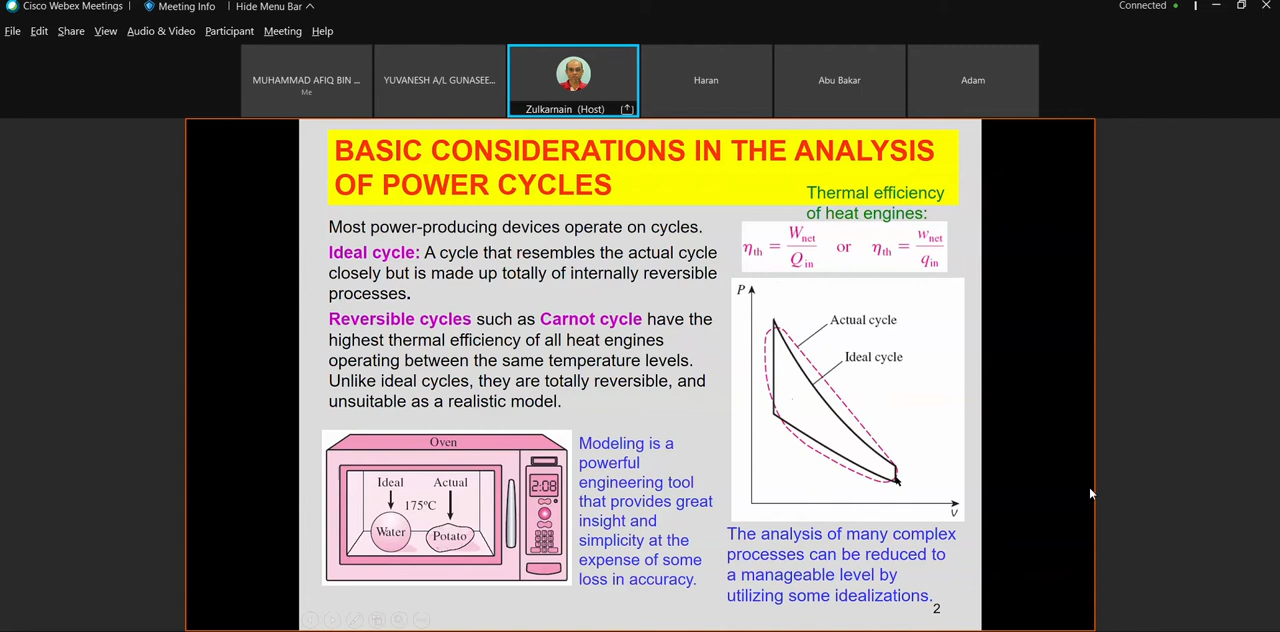 Cisco Webex Meetings
Meeting Info
Hide Menu Bar
Connected
File Edit Share View Audio & Video Participant Meeting Help
MUHAMMAD AFIQ BIN ...
Me
YUVANESH A/L GUNASEE...
Zulkarnain (Host)
Haran
Abu Bakar
Adam
BASIC CONSIDERATIONS IN THE ANALYSIS
OF POWER CYCLES
Thermal efficiency
of heat engines:
Most power-producing devices operate on cycles.
Ideal cycle: A cycle that resembles the actual cycle
closely but is made up totally of internally reversible
processes.
Reversible cycles such as Carnot cycle have the
highest thermal efficiency of all heat engines
operating between the same temperature levels.
Unlike ideal cycles, they are totally reversible, and
unsuitable as a realistic model.
η_th = W_net / Q_in or η_th = w_net / q_in
P
Actual cycle
Ideal cycle
v
Oven
Ideal
Actual
175ºC
Water
Potato
2:08
Modeling is a
powerful
engineering tool
that provides great
insight and
simplicity at the
expense of some
loss in accuracy.
The analysis of many complex
processes can be reduced to
a manageable level by
utilizing some idealizations.
2